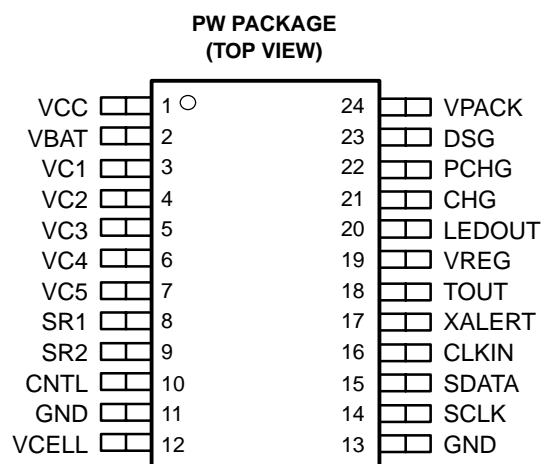 PW PACKAGE
(TOP VIEW)
VCC 1 24 VPACK
VBAT 2 23 DSG
VC1 3 22 PCHG
VC2 4 21 CHG
VC3 5 20 LEDOUT
VC4 6 19 VREG
VC5 7 18 TOUT
SR1 8 17 XALERT
SR2 9 16 CLKIN
CNTL 10 15 SDATA
GND 11 14 SCLK
VCELL 12 13 GND